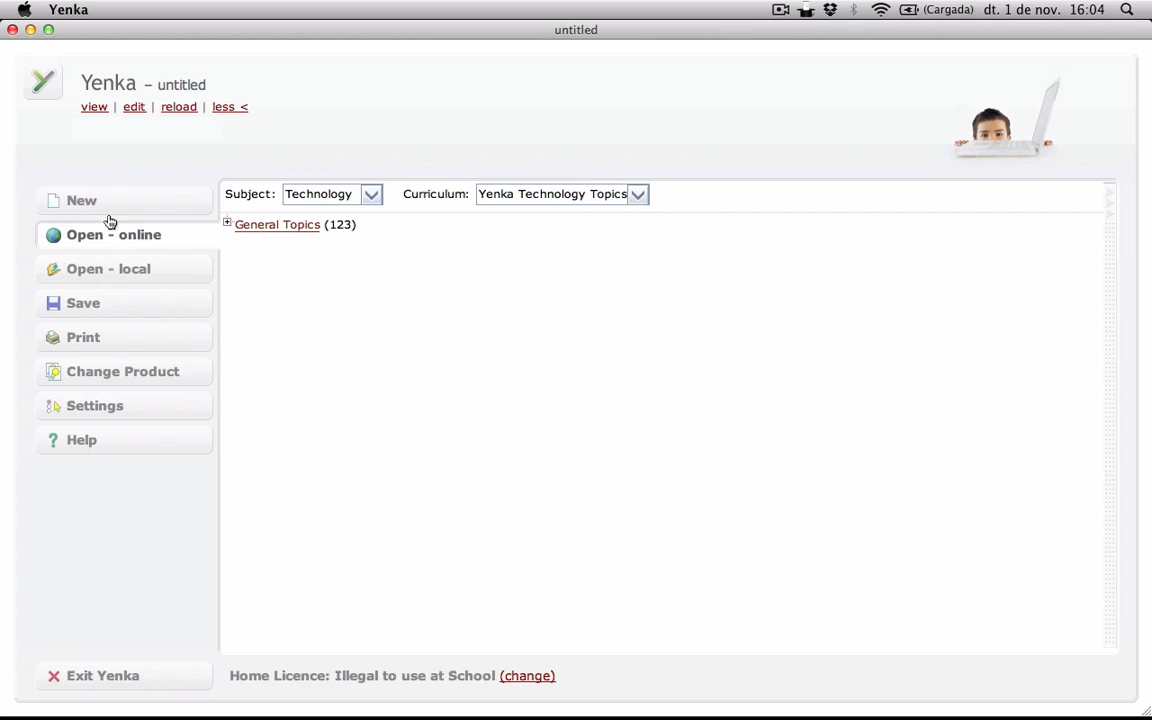 Yenka (Cargada) dt. 1 de nov. 16:04
untitled
Yenka – untitled
view | edit | reload | less <
New
Open - online
Open - local
Save
Print
Change Product
Settings
? Help
Exit Yenka
Subject: Technology Curriculum: Yenka Technology Topics
General Topics (123)
Home Licence: Illegal to use at School (change)